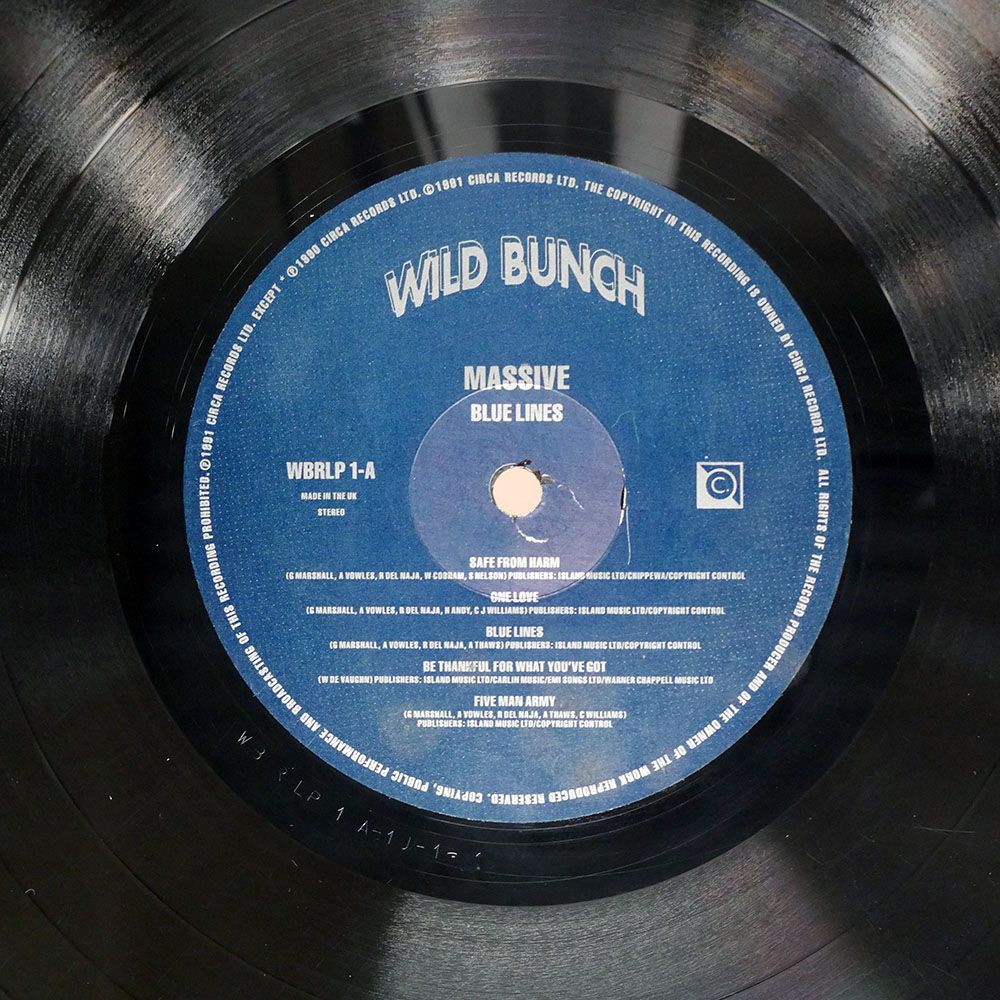 ℗1991 CIRCA RECORDS LTD. EXCEPT * ℗1990 CIRCA RECORDS LTD. ©1991 CIRCA RECORDS LTD. THE COPYRIGHT IN THIS RECORDING IS OWNED BY CIRCA RECORDS LTD. ALL RIGHTS OF THE RECORD PRODUCER AND OF THE OWNER OF THE WORK REPRODUCED RESERVED. COPYING, PUBLIC PERFORMANCE AND BROADCASTING OF THIS RECORDING PROHIBITED.
WILD BUNCH
MASSIVE
BLUE LINES
WBRLP 1-A
MADE IN THE UK
STEREO
C
SAFE FROM HARM
(G MARSHALL, A VOWLES, R DEL NAJA, W COBHAM, S NELSON) PUBLISHERS: ISLAND MUSIC LTD/CHIPPEWA/COPYRIGHT CONTROL
ONE LOVE
(G MARSHALL, A VOWLES, R DEL NAJA, H ANDY, C J WILLIAMS) PUBLISHERS: ISLAND MUSIC LTD/COPYRIGHT CONTROL
BLUE LINES
(G MARSHALL, A VOWLES, R DEL NAJA, A THAWS) PUBLISHERS: ISLAND MUSIC LTD/COPYRIGHT CONTROL
BE THANKFUL FOR WHAT YOU'VE GOT
(W DE VAUGHN) PUBLISHERS: ISLAND MUSIC LTD/CARLIN MUSIC/EMI SONGS LTD/WARNER CHAPPELL MUSIC LTD
FIVE MAN ARMY
(G MARSHALL, A VOWLES, R DEL NAJA, A THAWS, C WILLIAMS)
PUBLISHERS: ISLAND MUSIC LTD/COPYRIGHT CONTROL
WBRLP 1 A-1J-1-1